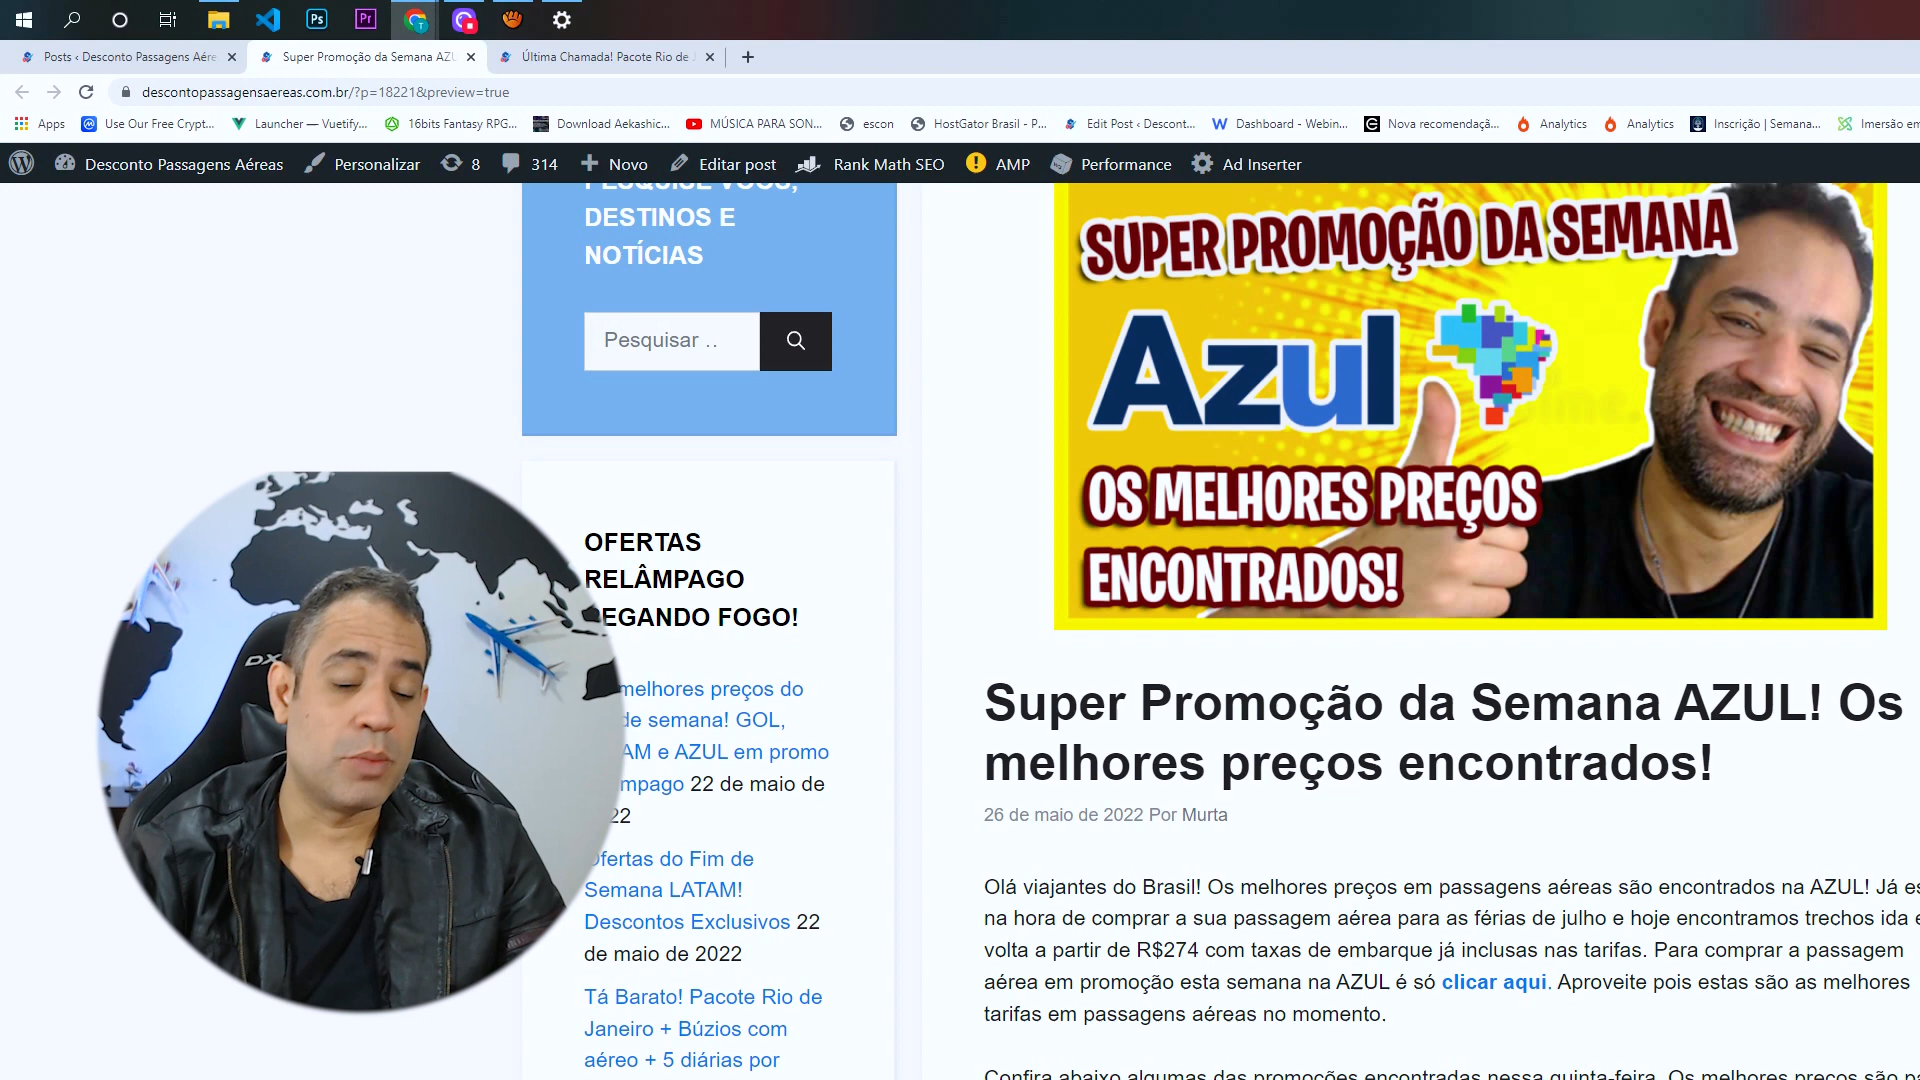 Ps
Pr
Posts ‹ Desconto Passagens Aére
Super Promoção da Semana AZU
Última Chamada! Pacote Rio de J
descontopassagensaereas.com.br/?p=18221&preview=true
Apps
Use Our Free Crypt...
Launcher — Vuetify...
16bits Fantasy RPG...
Download Aekashic...
MÚSICA PARA SON...
escon
HostGator Brasil - P...
Edit Post ‹ Descont...
Dashboard - Webin...
Nova recomendaçã...
Analytics
Analytics
Inscrição | Semana...
Imersão em
Desconto Passagens Aéreas
Personalizar
8
314
Novo
Editar post
Rank Math SEO
AMP
Performance
Ad Inserter
PESQUISE VOOS,
DESTINOS E
NOTÍCIAS
Pesquisar ..
SUPER PROMOÇÃO DA SEMANA
Azul
OS MELHORES PREÇOS
ENCONTRADOS!
DX
OFERTAS
RELÂMPAGO
EGANDO FOGO!
melhores preços do
de semana! GOL,
AM e AZUL em promo
mpago 22 de maio de
22
Ofertas do Fim de
Semana LATAM!
Descontos Exclusivos 22
de maio de 2022
Tá Barato! Pacote Rio de
Janeiro + Búzios com
aéreo + 5 diárias por
Super Promoção da Semana AZUL! Os
melhores preços encontrados!
26 de maio de 2022 Por Murta
Olá viajantes do Brasil! Os melhores preços em passagens aéreas são encontrados na AZUL! Já es
na hora de comprar a sua passagem aérea para as férias de julho e hoje encontramos trechos ida e
volta a partir de R$274 com taxas de embarque já inclusas nas tarifas. Para comprar a passagem
aérea em promoção esta semana na AZUL é só clicar aqui. Aproveite pois estas são as melhores
tarifas em passagens aéreas no momento.
Confira abaixo algumas das promoções encontradas nessa quinta-feira. Os melhores preços são pa